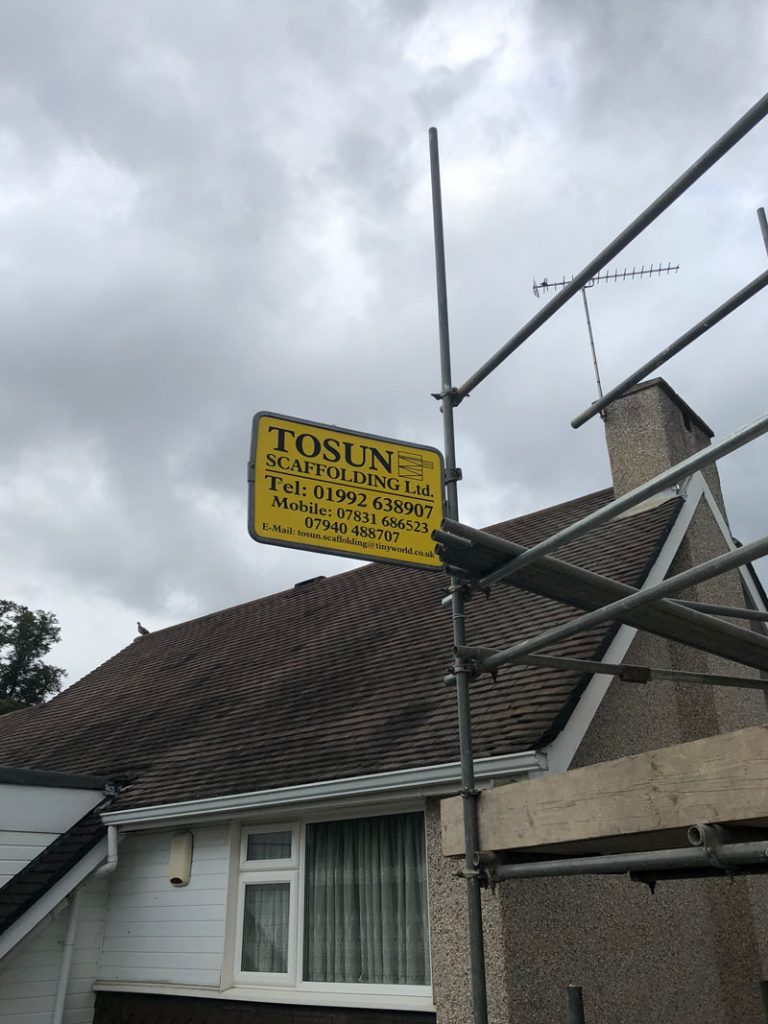 TOSUN
SCAFFOLDING Ltd.
Tel: 01992 638907
Mobile: 07831 686523
07940 488707
E-Mail: tosun.scaffolding@tinyworld.co.uk